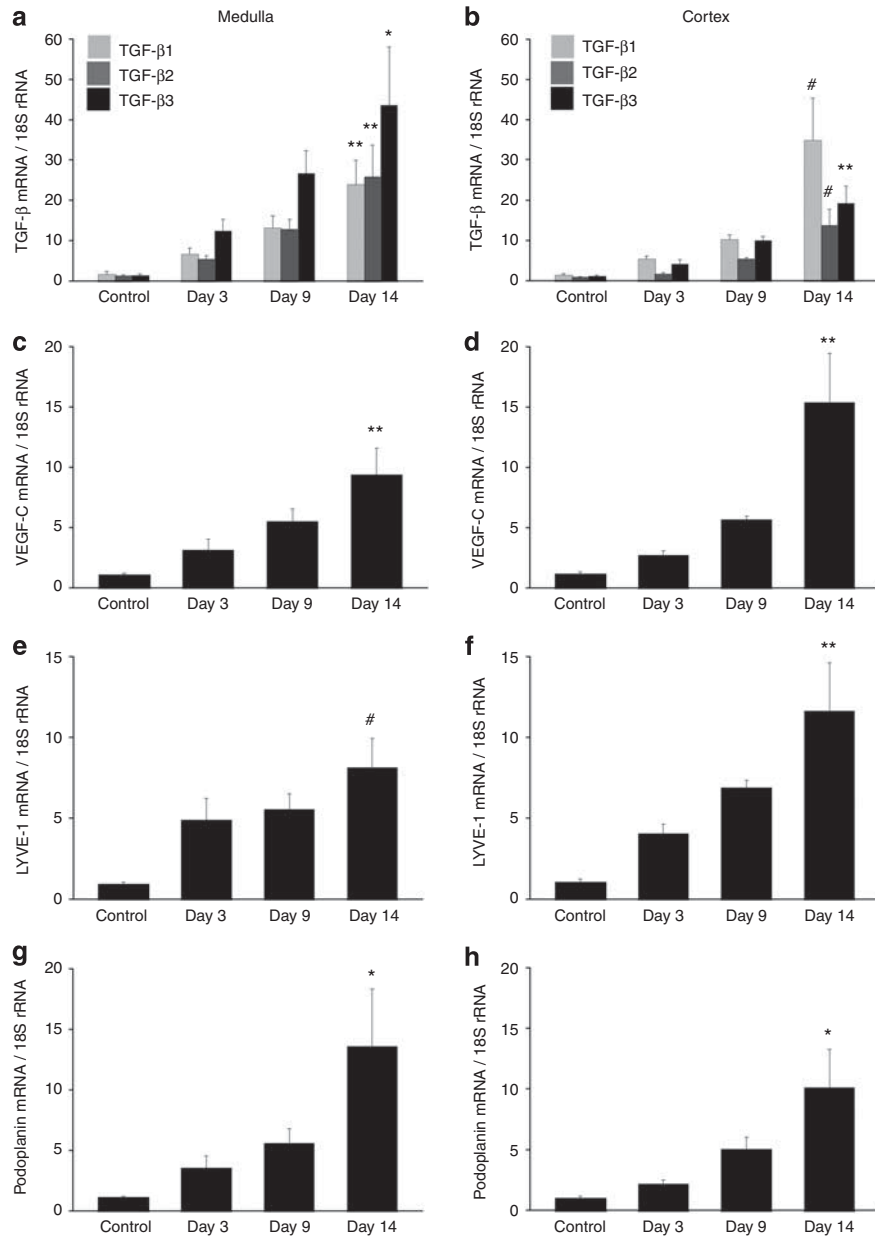 a
Medulla
TGF-β mRNA / 18S rRNA
60
50
40
30
20
10
0
TGF-β1
TGF-β2
TGF-β3
**
**
*
Control Day 3 Day 9 Day 14
b
Cortex
TGF-β mRNA / 18S rRNA
60
50
40
30
20
10
0
TGF-β1
TGF-β2
TGF-β3
#
#
**
Control Day 3 Day 9 Day 14
c
VEGF-C mRNA / 18S rRNA
20
15
10
5
0
**
Control Day 3 Day 9 Day 14
d
VEGF-C mRNA / 18S rRNA
20
15
10
5
0
**
Control Day 3 Day 9 Day 14
e
LYVE-1 mRNA / 18S rRNA
15
10
5
0
#
Control Day 3 Day 9 Day 14
f
LYVE-1 mRNA / 18S rRNA
15
10
5
0
**
Control Day 3 Day 9 Day 14
g
Podoplanin mRNA / 18S rRNA
20
15
10
5
0
*
Control Day 3 Day 9 Day 14
h
Podoplanin mRNA / 18S rRNA
20
15
10
5
0
*
Control Day 3 Day 9 Day 14